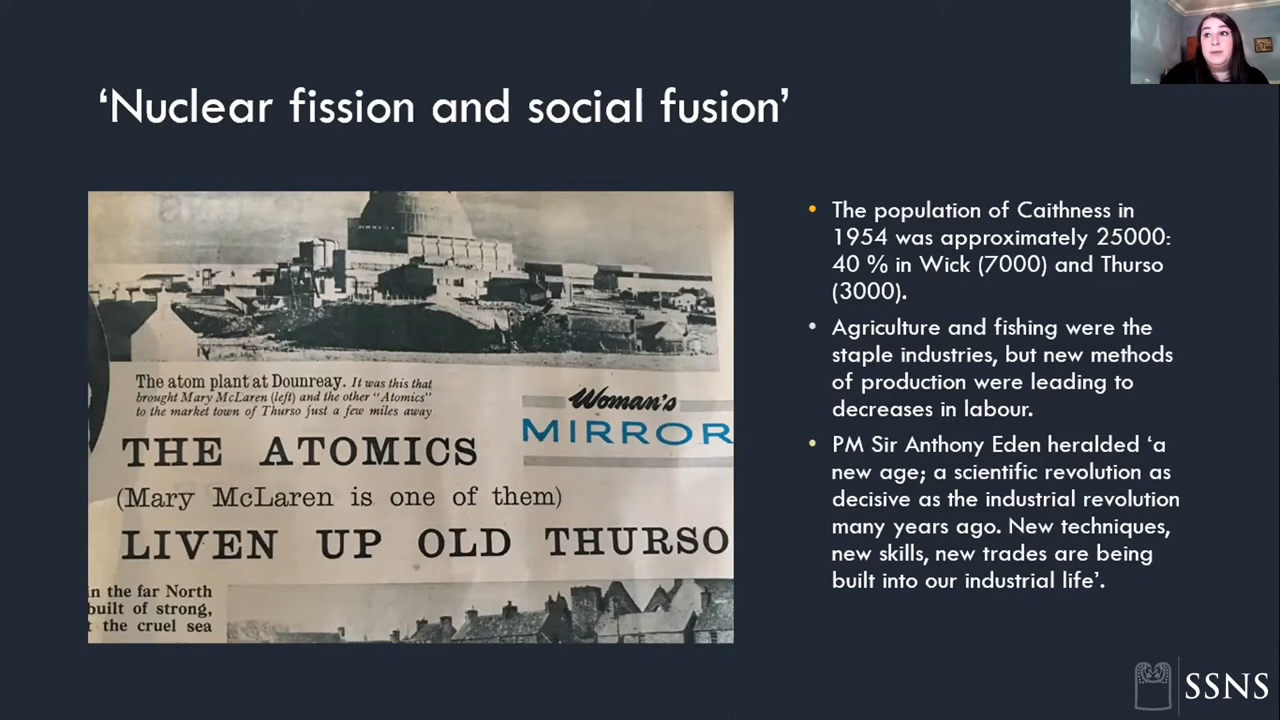 ‘Nuclear fission and social fusion’
The atom plant at Dounreay. It was this that
brought Mary McLaren (left) and the other "Atomics"
to the market town of Thurso just a few miles away
Woman's
MIRROR
THE ATOMICS
(Mary McLaren is one of them)
LIVEN UP OLD THURSO
in the far North
built of strong,
the cruel sea
• The population of Caithness in
1954 was approximately 25000:
40 % in Wick (7000) and Thurso
(3000).
• Agriculture and fishing were the
staple industries, but new methods
of production were leading to
decreases in labour.
• PM Sir Anthony Eden heralded ‘a
new age; a scientific revolution as
decisive as the industrial revolution
many years ago. New techniques,
new skills, new trades are being
built into our industrial life’.
SSNS